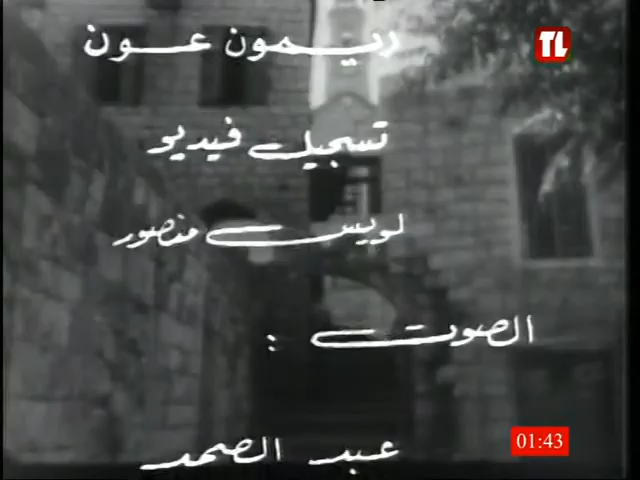 ريمون عون
TL
تسجيل فيديو
لويس منصور
الصوت :
عبد الصمد
01:43